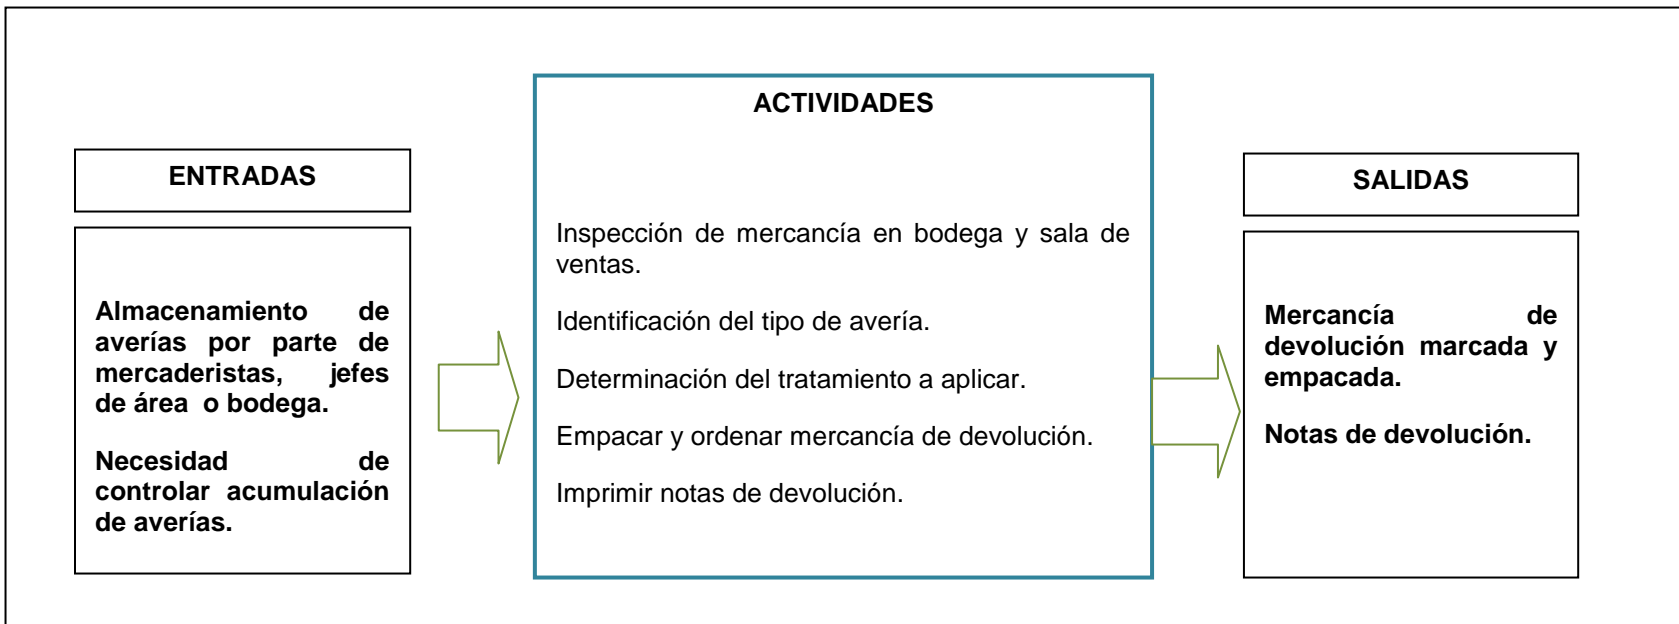 ENTRADAS
Almacenamiento de
averías por parte de
mercaderistas, jefes
de área o bodega.
Necesidad de
controlar acumulación
de averías.
ACTIVIDADES
Inspección de mercancía en bodega y sala de
ventas.
Identificación del tipo de avería.
Determinación del tratamiento a aplicar.
Empacar y ordenar mercancía de devolución.
Imprimir notas de devolución.
SALIDAS
Mercancía de
devolución marcada y
empacada.
Notas de devolución.